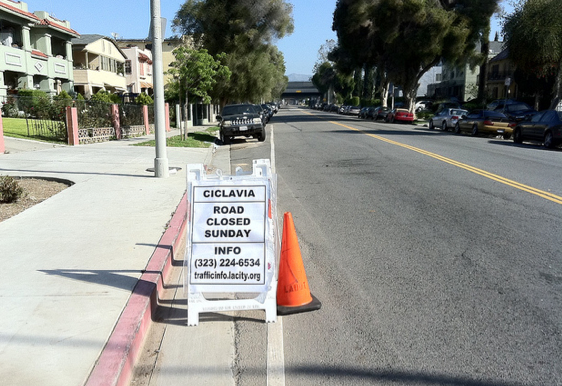 CICLAVIA
ROAD
CLOSED
SUNDAY
INFO
(323) 224-6534
trafficinfo.lacity.org